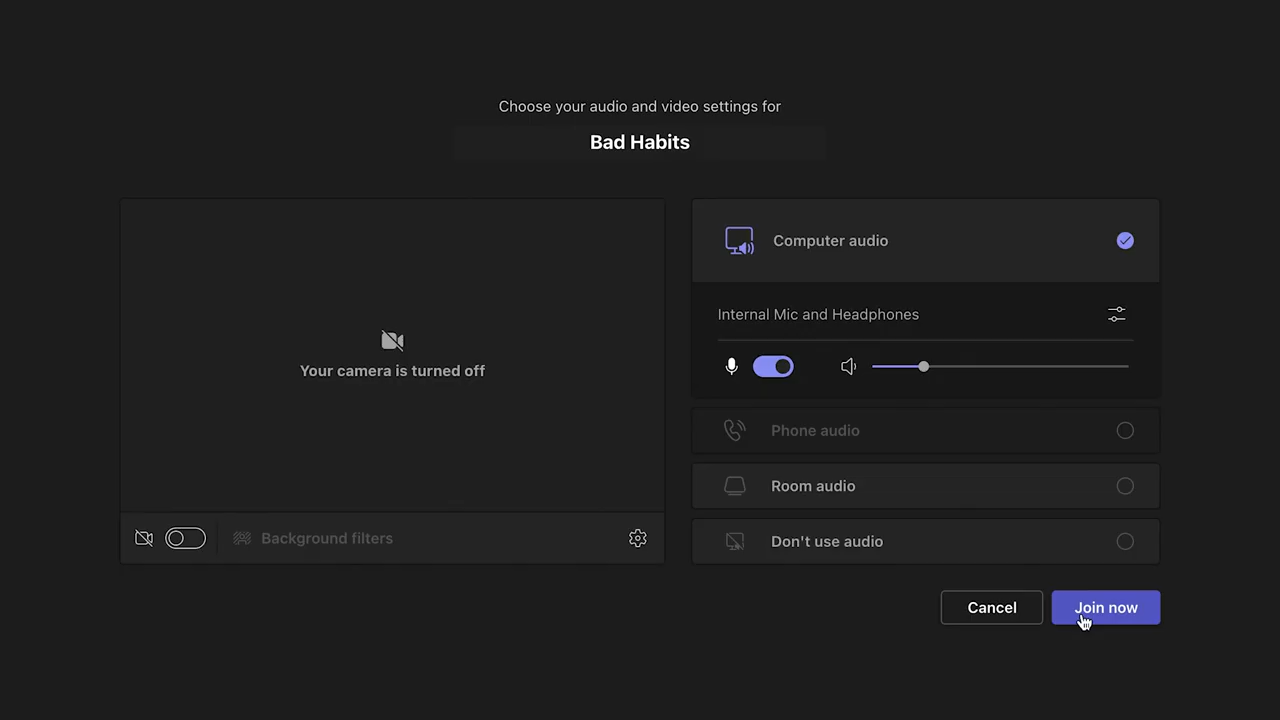 Choose your audio and video settings for
Bad Habits
Your camera is turned off
Background filters
Computer audio
Internal Mic and Headphones
Phone audio
Room audio
Don't use audio
Cancel
Join now